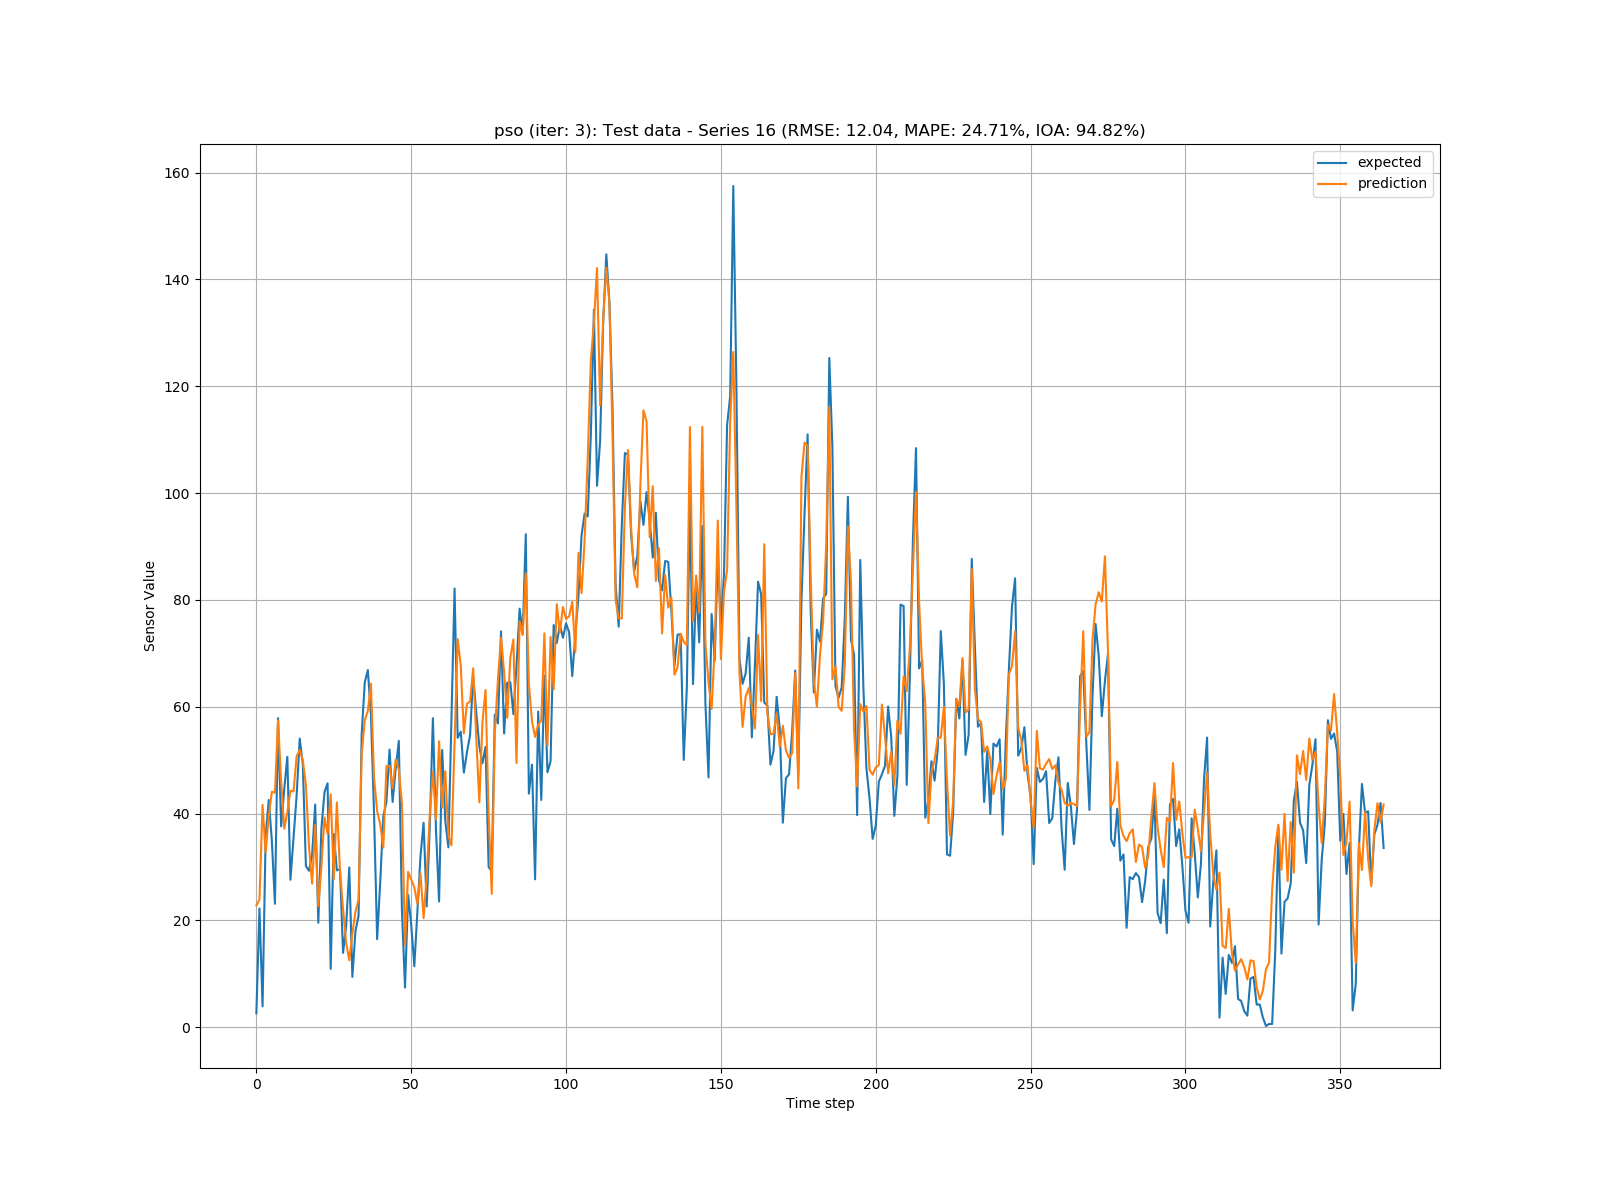 pso (iter: 3): Test data - Series 16 (RMSE: 12.04, MAPE: 24.71%, IOA: 94.82%)
expected
prediction
160
140
120
100
80
60
40
20
0
Sensor Value
0 50 100 150 200 250 300 350
Time step